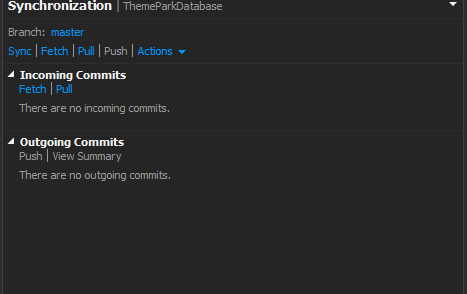 Synchronization | ThemeParkDatabase
Branch: master
Sync | Fetch | Pull | Push | Actions
Incoming Commits
Fetch | Pull
There are no incoming commits.
Outgoing Commits
Push | View Summary
There are no outgoing commits.